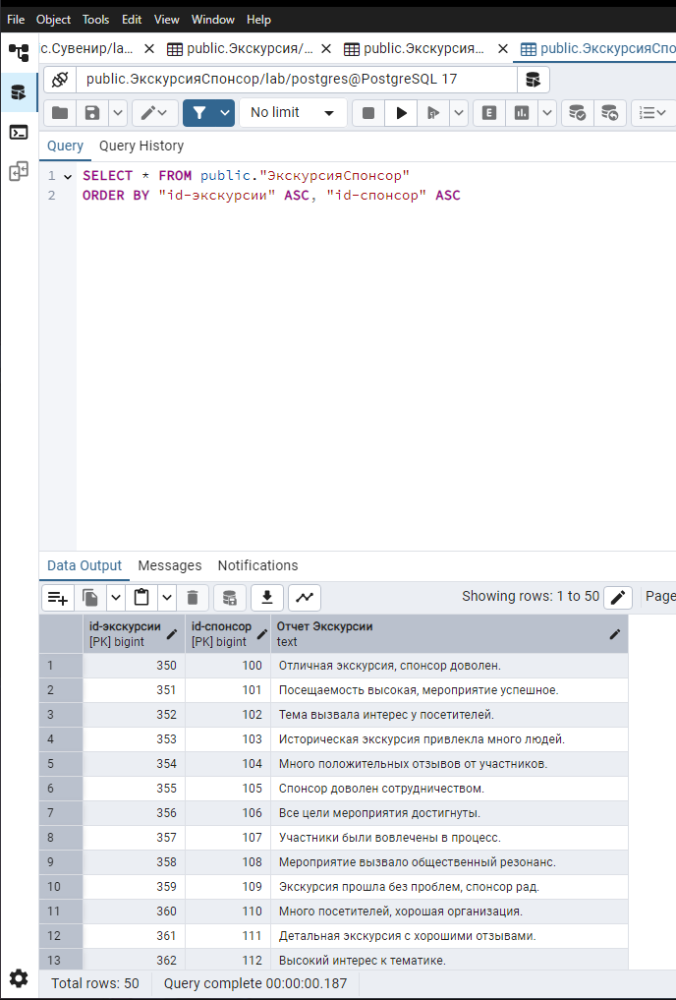 File Object Tools Edit View Window Help
ic.Сувенир/la... public.Экскурсия/... public.Экскурсия... public.ЭкскурсияСпо
public.ЭкскурсияСпонсор/lab/postgres@PostgreSQL 17
No limit E
Query Query History
1 SELECT * FROM public."ЭкскурсияСпонсор"
2 ORDER BY "id-экскурсии" ASC, "id-спонсор" ASC
Data Output Messages Notifications
Showing rows: 1 to 50 Page
id-экскурсии id-спонсор Отчет Экскурсии
[PK] bigint [PK] bigint text
1 350 100 Отличная экскурсия, спонсор доволен.
2 351 101 Посещаемость высокая, мероприятие успешное.
3 352 102 Тема вызвала интерес у посетителей.
4 353 103 Историческая экскурсия привлекла много людей.
5 354 104 Много положительных отзывов от участников.
6 355 105 Спонсор доволен сотрудничеством.
7 356 106 Все цели мероприятия достигнуты.
8 357 107 Участники были вовлечены в процесс.
9 358 108 Мероприятие вызвало общественный резонанс.
10 359 109 Экскурсия прошла без проблем, спонсор рад.
11 360 110 Много посетителей, хорошая организация.
12 361 111 Детальная экскурсия с хорошими отзывами.
13 362 112 Высокий интерес к тематике.
Total rows: 50 Query complete 00:00:00.187